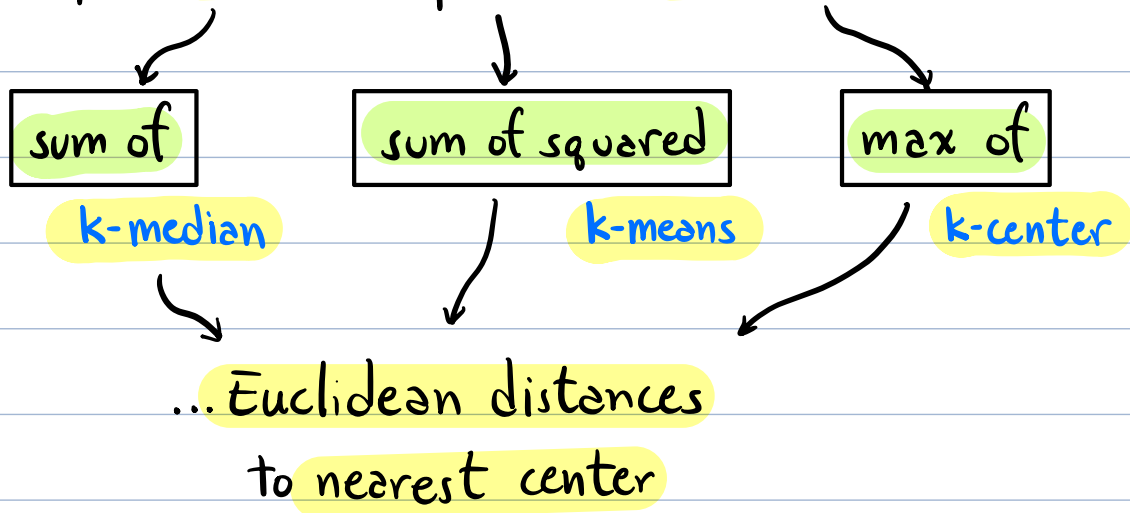 sum of
sum of squared
max of
k-median
k-means
k-center
... Euclidean distances
to nearest center